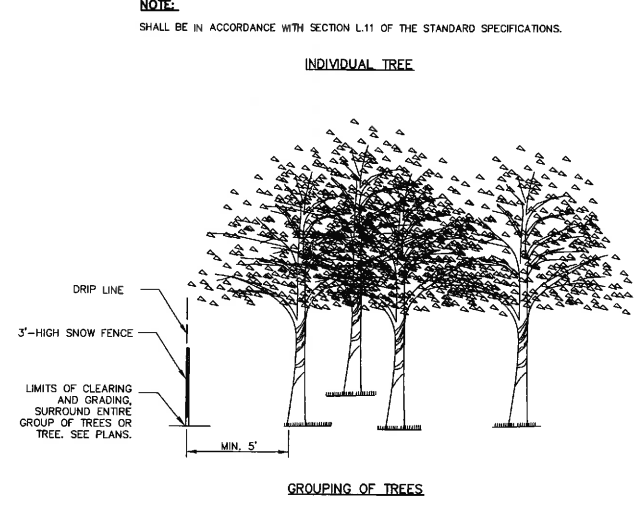 NOTE:
SHALL BE IN ACCORDANCE WITH SECTION L.11 OF THE STANDARD SPECIFICATIONS.
INDIVIDUAL TREE
DRIP LINE
3'-HIGH SNOW FENCE
LIMITS OF CLEARING
AND GRADING,
SURROUND ENTIRE
GROUP OF TREES OR
TREE. SEE PLANS.
MIN. 5'
GROUPING OF TREES